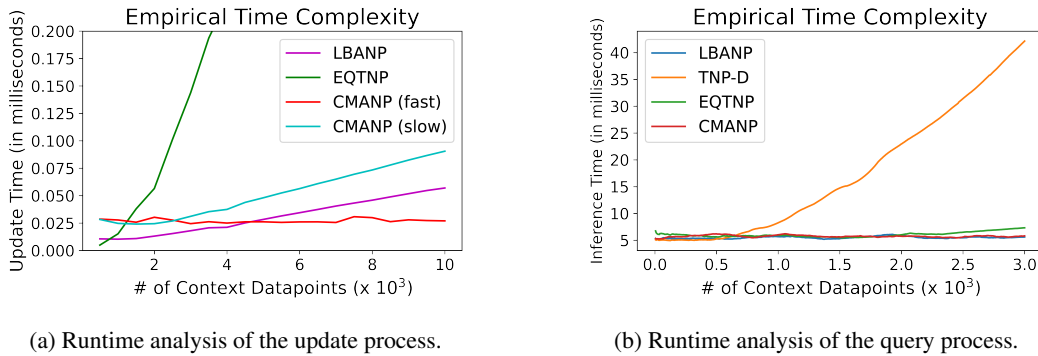 Empirical Time Complexity
Update Time (in milliseconds)
0.200
0.175
0.150
0.125
0.100
0.075
0.050
0.025
0.000
LBANP
EQTNP
CMANP (fast)
CMANP (slow)
2 4 6 8 10
# of Context Datapoints (x 10³)
(a) Runtime analysis of the update process.
Empirical Time Complexity
Inference Time (in milliseconds)
40
35
30
25
20
15
10
5
LBANP
TNP-D
EQTNP
CMANP
0.0 0.5 1.0 1.5 2.0 2.5 3.0
# of Context Datapoints (x 10³)
(b) Runtime analysis of the query process.